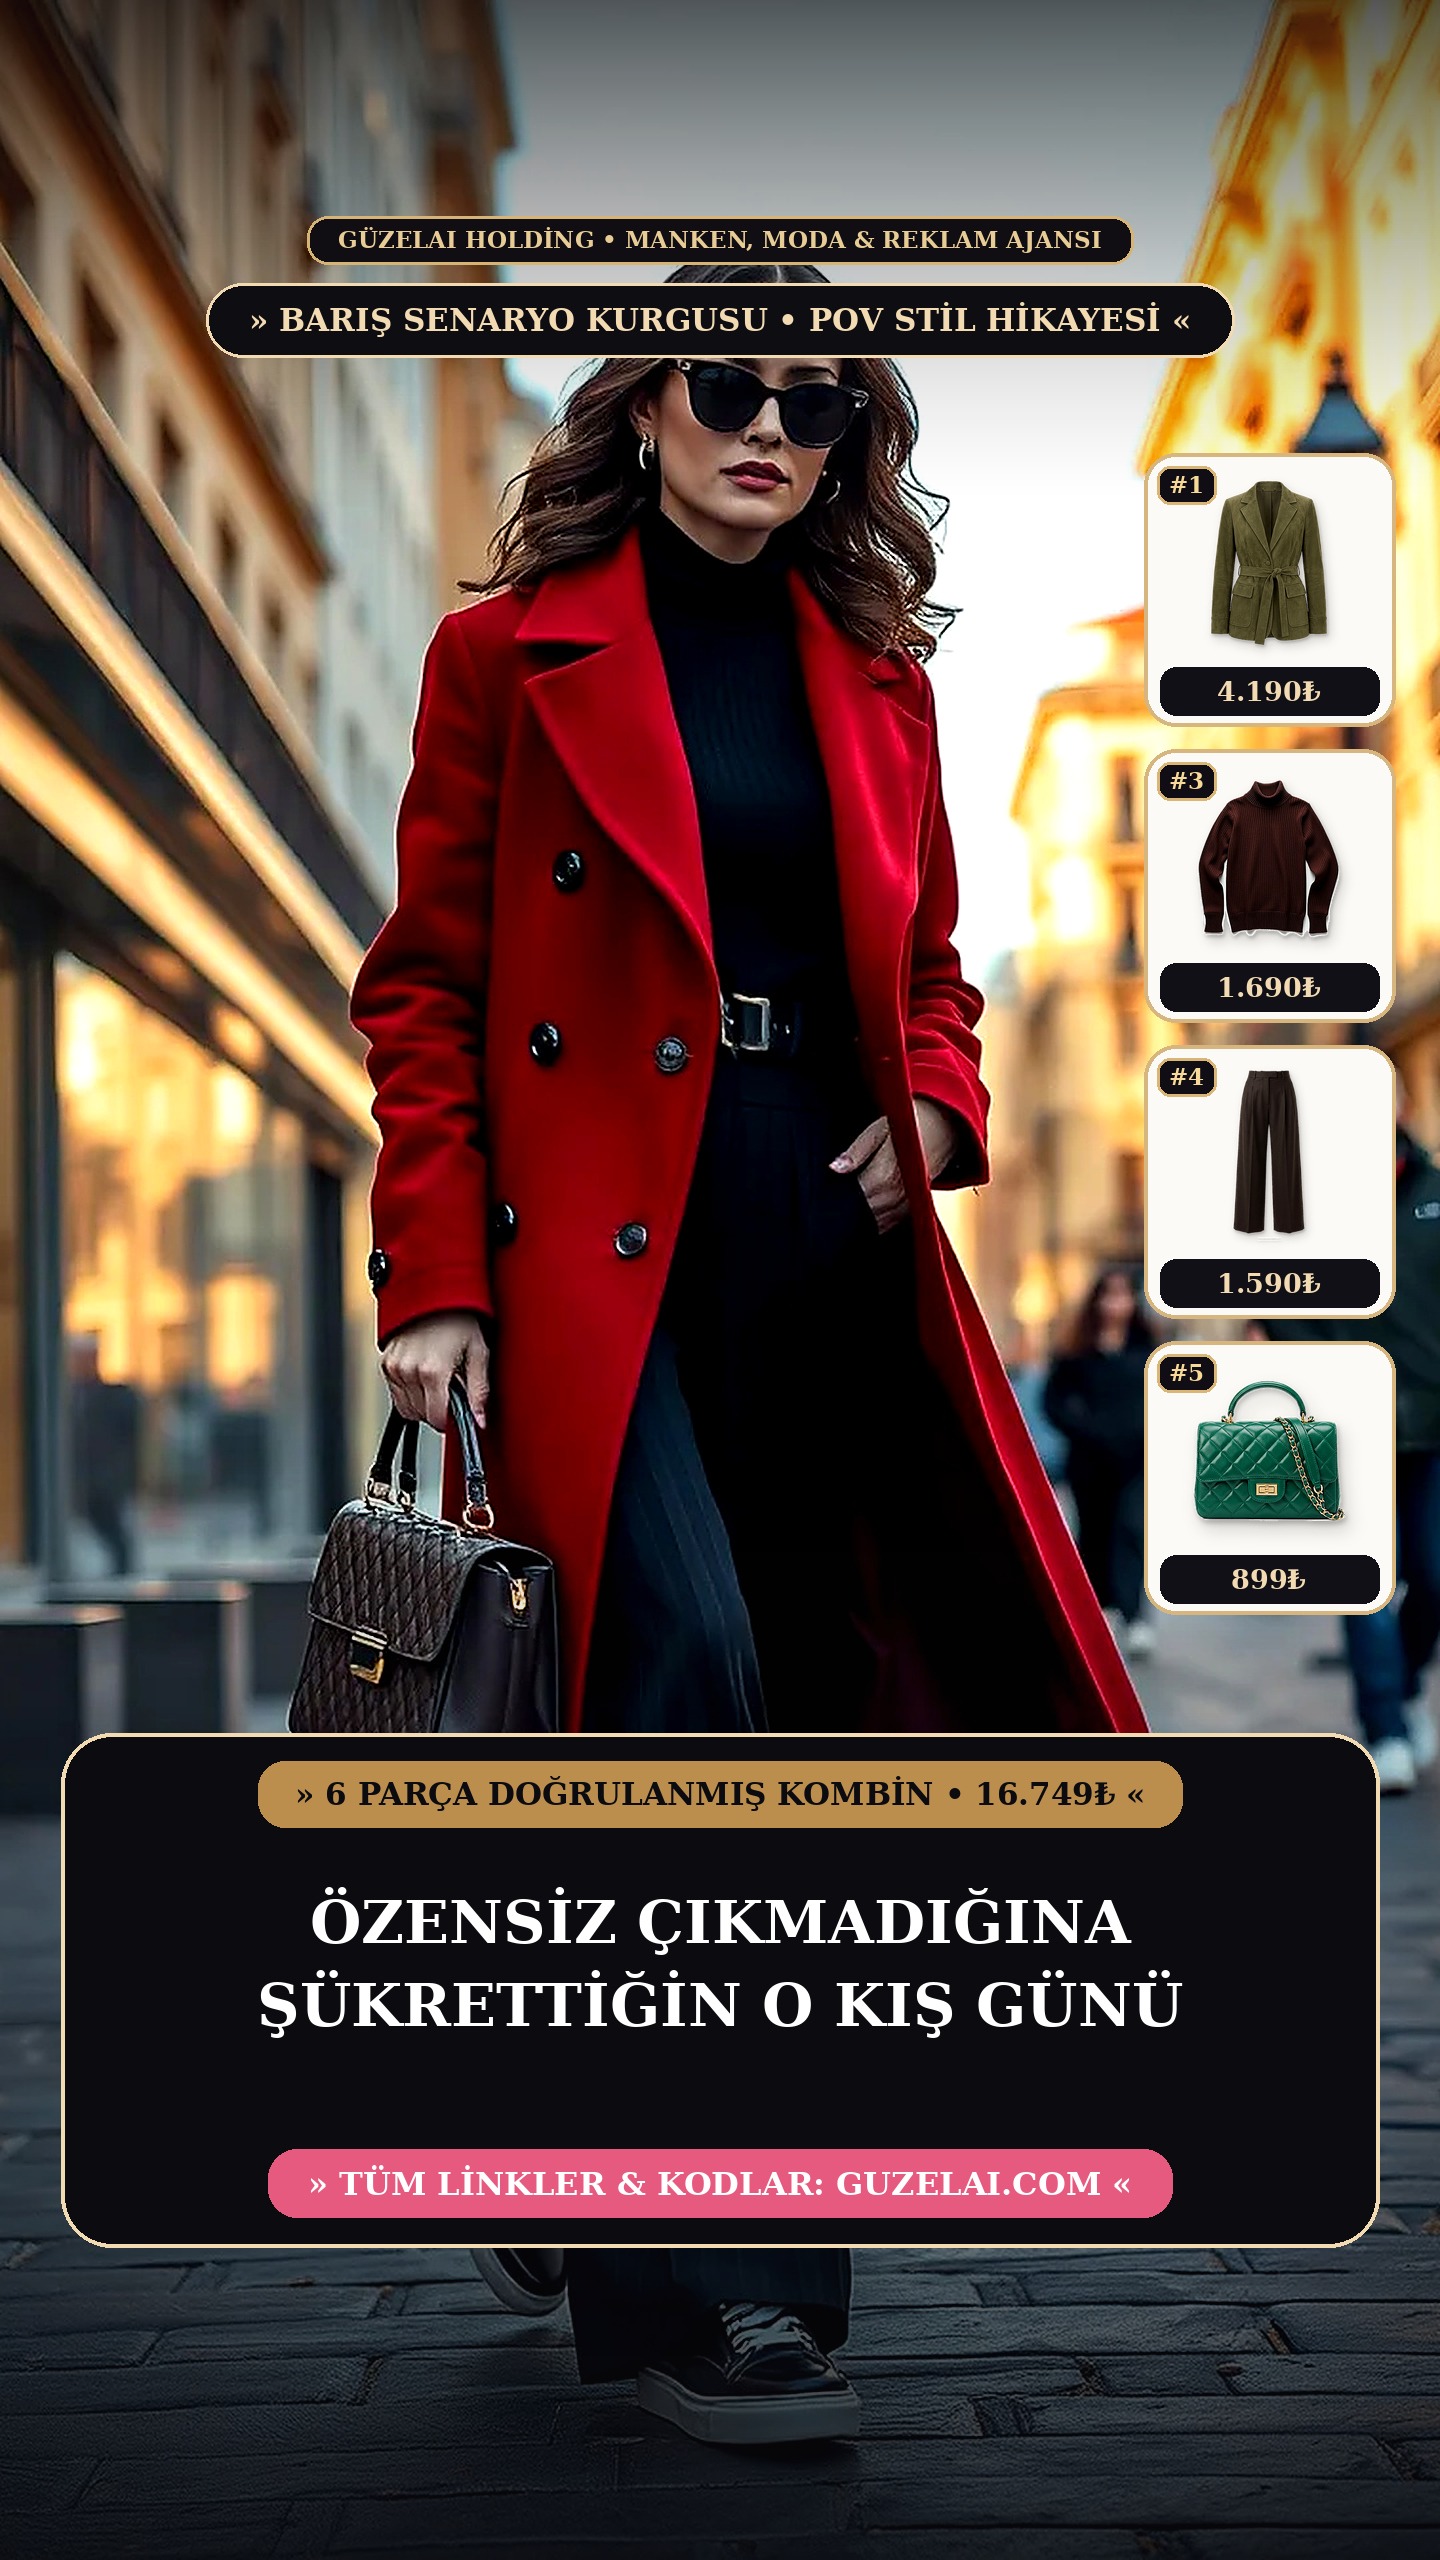 GÜZELAI HOLDİNG • MANKEN, MODA & REKLAM AJANSI
» BARIŞ SENARYO KURGUSU • POV STİL HİKAYESİ «
#1
4.190₺
#3
1.690₺
#4
1.590₺
#5
899₺
» 6 PARÇA DOĞRULANMIŞ KOMBİN • 16.749₺ «
ÖZENSİZ ÇIKMADIĞINA
ŞÜKRETTİĞİN O KIŞ GÜNÜ
» TÜM LİNKLER & KODLAR: GUZELAI.COM «